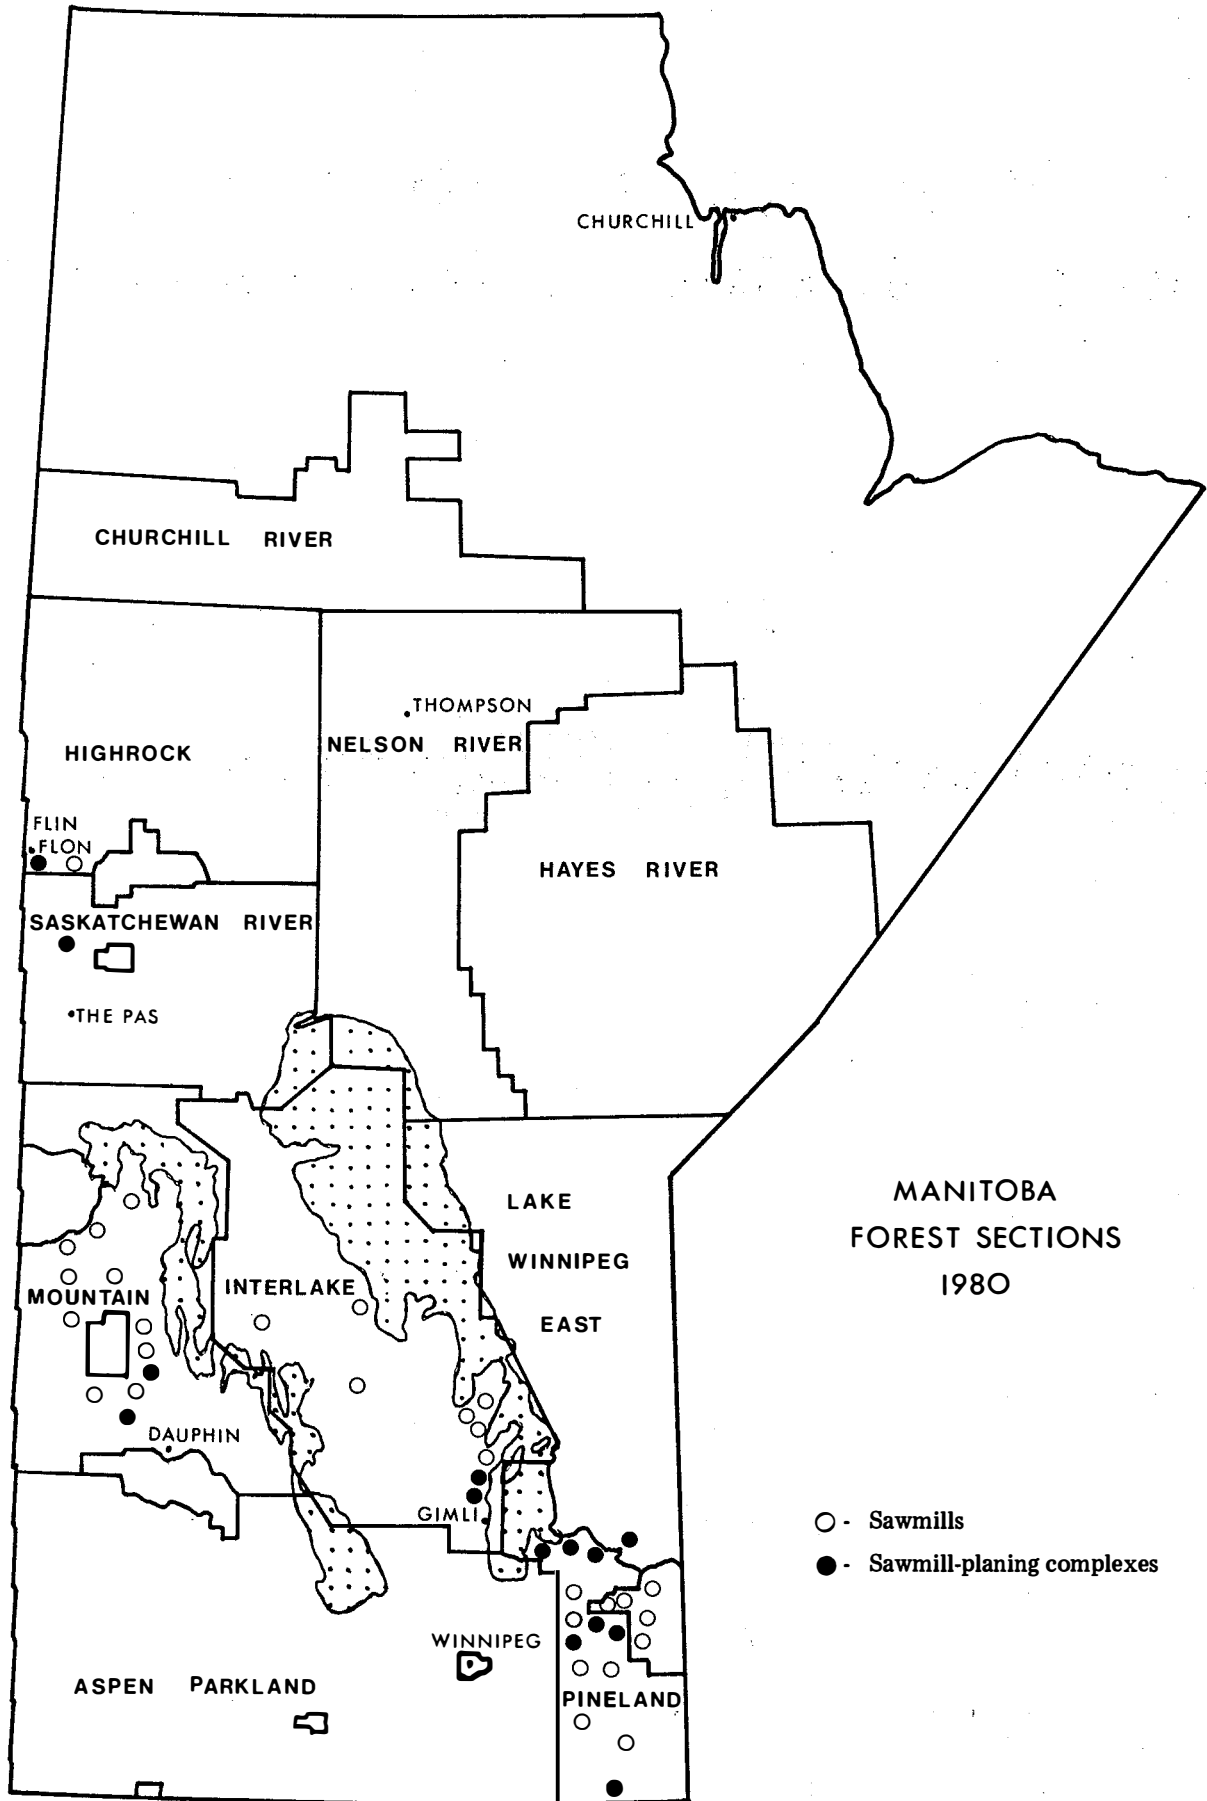 CHURCHILL
CHURCHILL RIVER
THOMPSON
NELSON RIVER
HIGHROCK
FLIN
FLON
HAYES RIVER
SASKATCHEWAN RIVER
THE PAS
LAKE
WINNIPEG
EAST
MANITOBA
FOREST SECTIONS
1980
INTERLAKE
MOUNTAIN
DAUPHIN
GIMLI
- Sawmills
- Sawmill-planing complexes
WINNIPEG
ASPEN PARKLAND
PINELAND